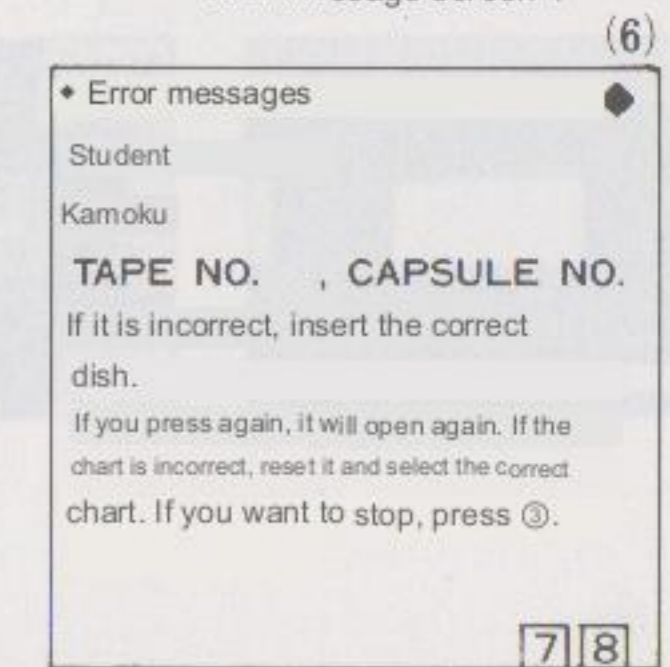 (6)
◆ Error messages ◆
Student
Kamoku
TAPE NO. , CAPSULE NO.
If it is incorrect, insert the correct
dish.
If you press again, it will open again. If the
chart is incorrect, reset it and select the correct
chart. If you want to stop, press ③.
7 8